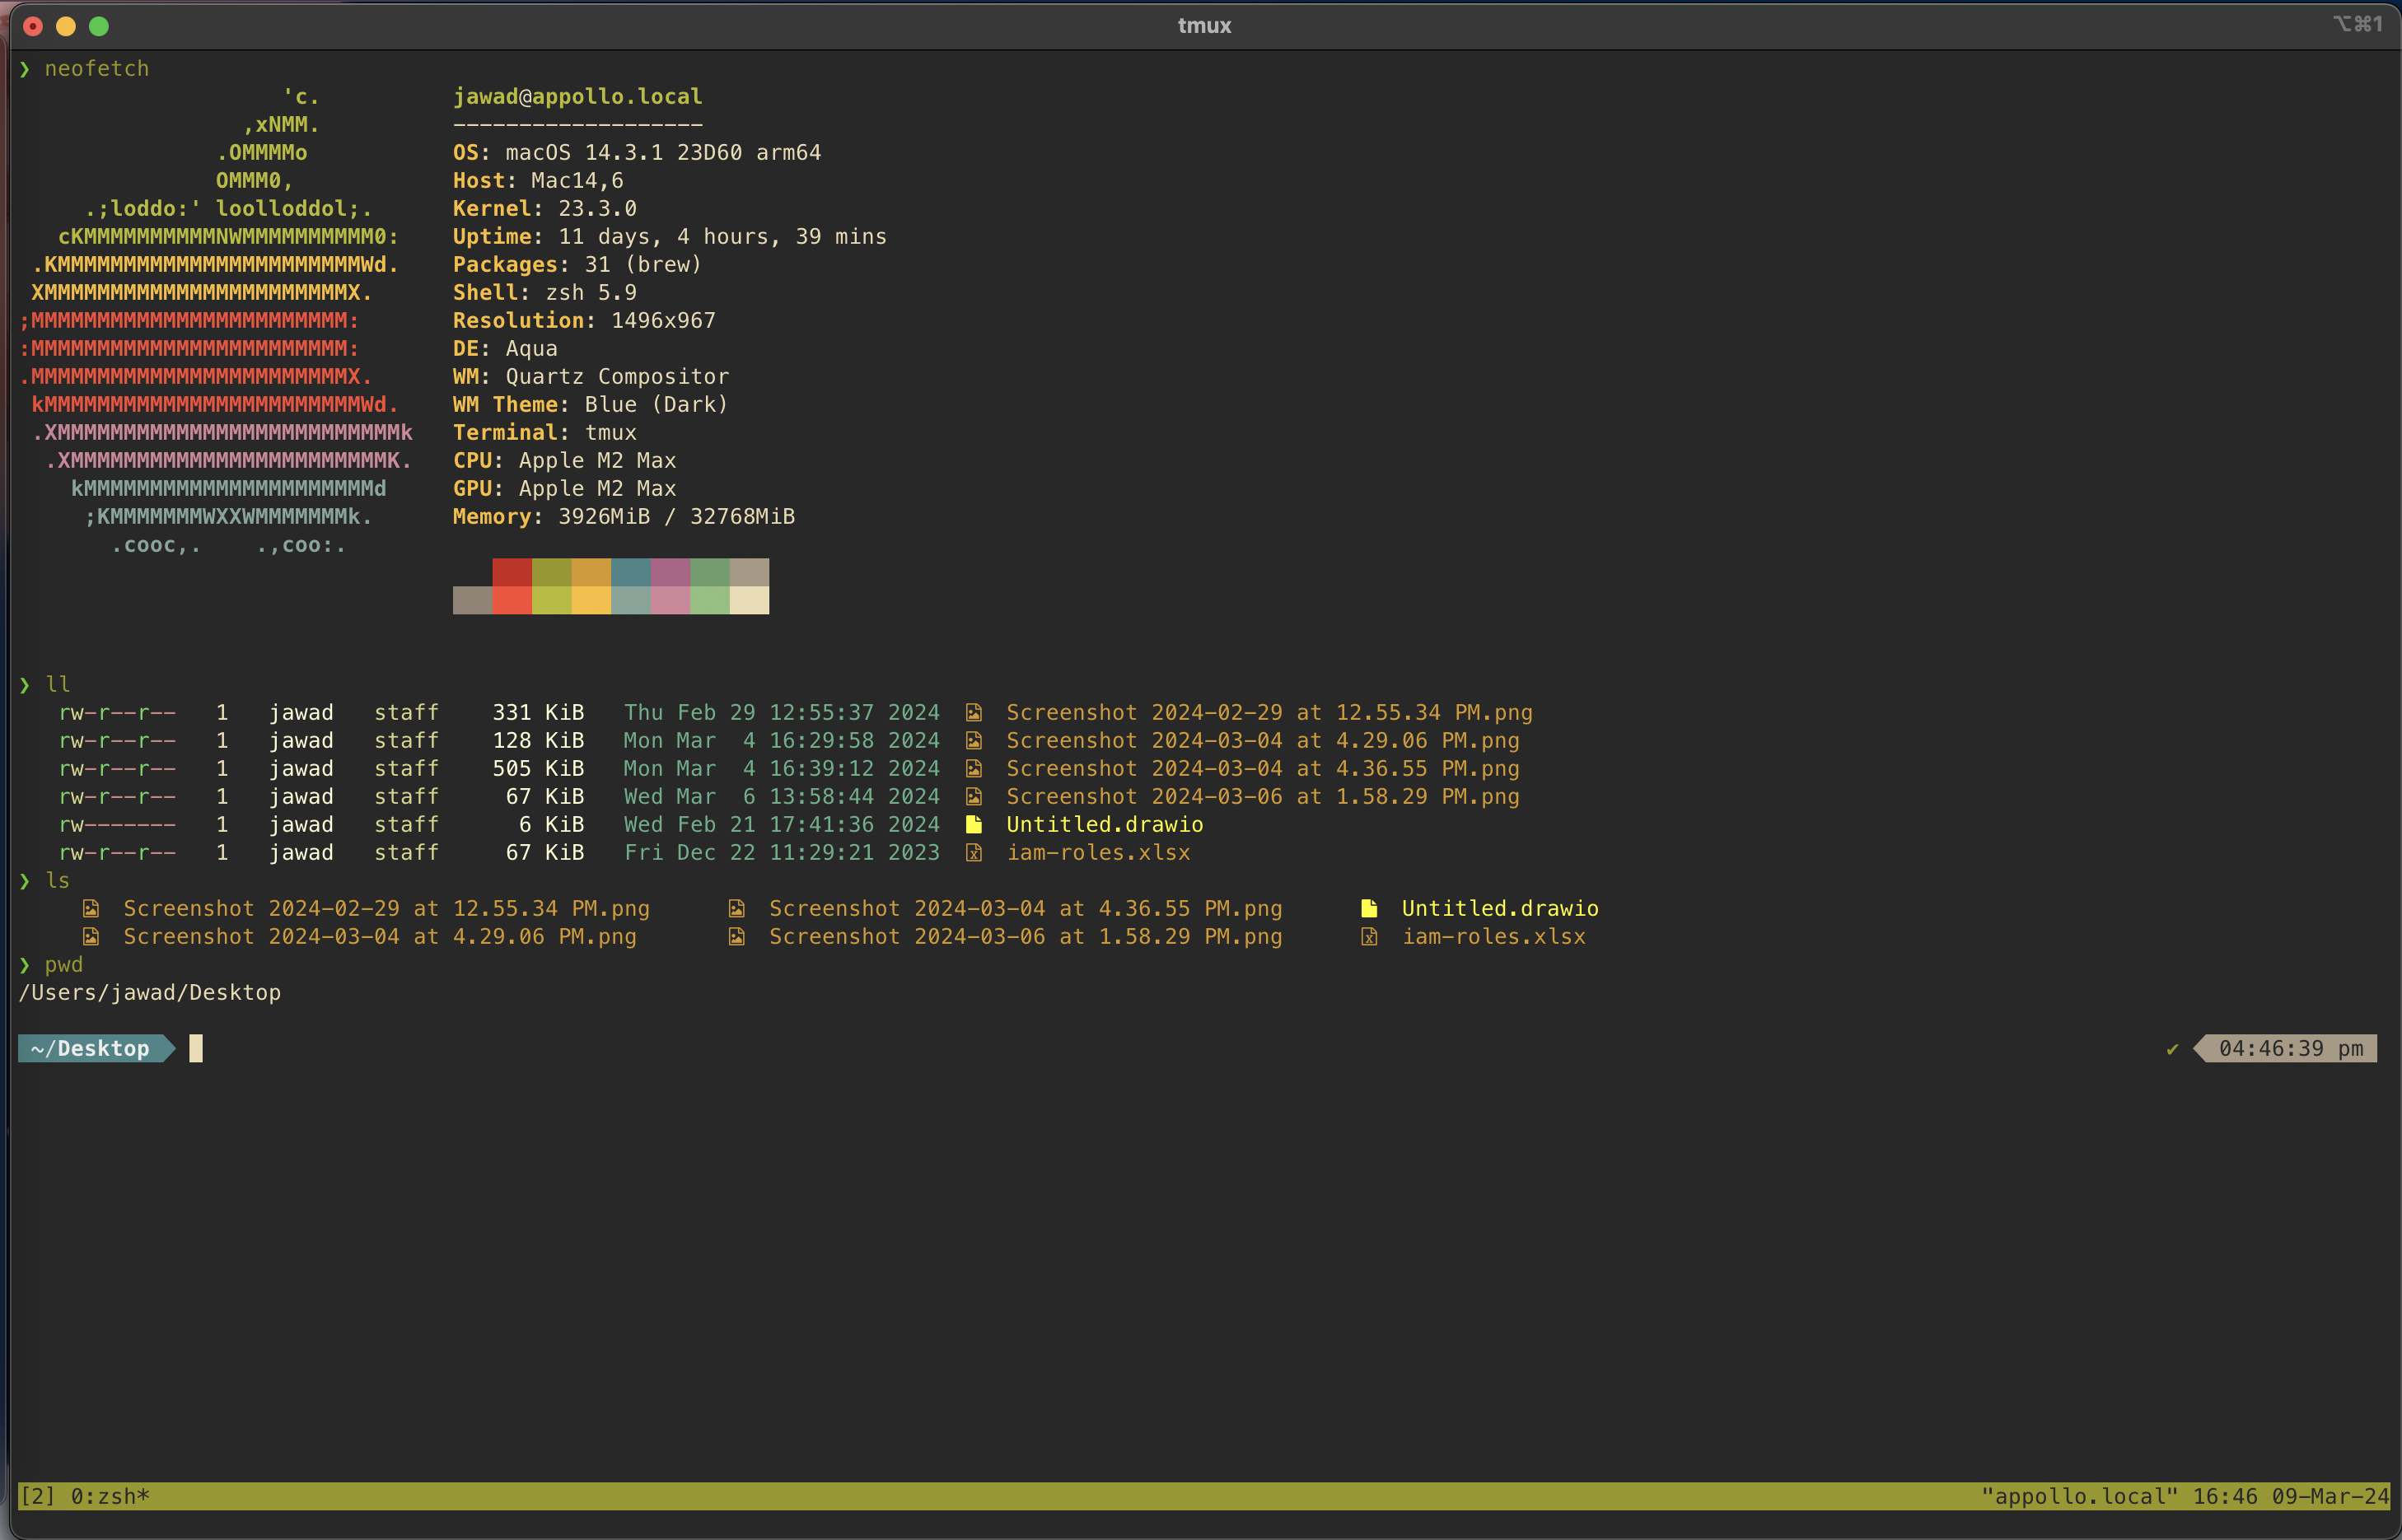 tmux
⌥⌘1
❯ neofetch
                    'c.          jawad@appollo.local
                 ,xNMM.          -------------------
               .OMMMMo           OS: macOS 14.3.1 23D60 arm64
               OMMM0,            Host: Mac14,6
     .;loddo:' loolloddol;.      Kernel: 23.3.0
   cKMMMMMMMMMMNWMMMMMMMMMM0:    Uptime: 11 days, 4 hours, 39 mins
 .KMMMMMMMMMMMMMMMMMMMMMMMWd.    Packages: 31 (brew)
 XMMMMMMMMMMMMMMMMMMMMMMMX.      Shell: zsh 5.9
;MMMMMMMMMMMMMMMMMMMMMMMM:       Resolution: 1496x967
:MMMMMMMMMMMMMMMMMMMMMMMM:       DE: Aqua
.MMMMMMMMMMMMMMMMMMMMMMMMX.      WM: Quartz Compositor
 kMMMMMMMMMMMMMMMMMMMMMMMMWd.    WM Theme: Blue (Dark)
 .XMMMMMMMMMMMMMMMMMMMMMMMMMMk   Terminal: tmux
  .XMMMMMMMMMMMMMMMMMMMMMMMMK.   CPU: Apple M2 Max
    kMMMMMMMMMMMMMMMMMMMMMMd     GPU: Apple M2 Max
     ;KMMMMMMMWXXWMMMMMMMk.      Memory: 3926MiB / 32768MiB
       .cooc,.    .,coo:.
❯ ll
rw-r--r-- 1 jawad staff 331 KiB Thu Feb 29 12:55:37 2024 Screenshot 2024-02-29 at 12.55.34 PM.png
rw-r--r-- 1 jawad staff 128 KiB Mon Mar  4 16:29:58 2024 Screenshot 2024-03-04 at 4.29.06 PM.png
rw-r--r-- 1 jawad staff 505 KiB Mon Mar  4 16:39:12 2024 Screenshot 2024-03-04 at 4.36.55 PM.png
rw-r--r-- 1 jawad staff 67 KiB Wed Mar  6 13:58:44 2024 Screenshot 2024-03-06 at 1.58.29 PM.png
rw------- 1 jawad staff 6 KiB Wed Feb 21 17:41:36 2024 Untitled.drawio
rw-r--r-- 1 jawad staff 67 KiB Fri Dec 22 11:29:21 2023 iam-roles.xlsx
❯ ls
Screenshot 2024-02-29 at 12.55.34 PM.png Screenshot 2024-03-04 at 4.36.55 PM.png Untitled.drawio
Screenshot 2024-03-04 at 4.29.06 PM.png Screenshot 2024-03-06 at 1.58.29 PM.png iam-roles.xlsx
❯ pwd
/Users/jawad/Desktop
~/Desktop ✔ 04:46:39 pm
[2] 0:zsh* "appollo.local" 16:46 09-Mar-24